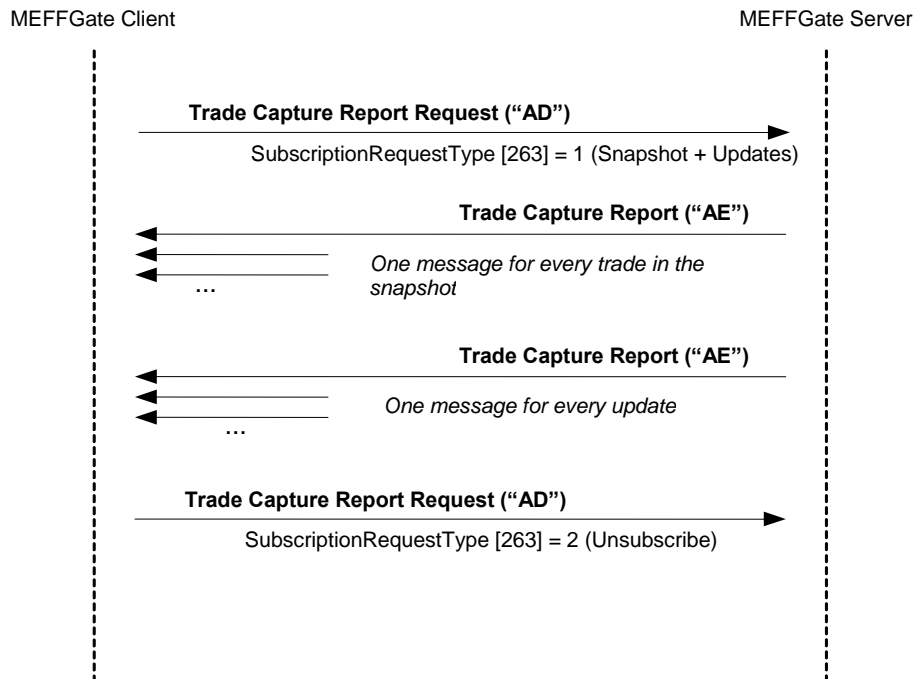 MEFFGate Client
MEFFGate Server
Trade Capture Report Request (“AD”)
SubscriptionRequestType [263] = 1 (Snapshot + Updates)
Trade Capture Report (“AE”)
One message for every trade in the
snapshot
...
Trade Capture Report (“AE”)
One message for every update
...
Trade Capture Report Request (“AD”)
SubscriptionRequestType [263] = 2 (Unsubscribe)